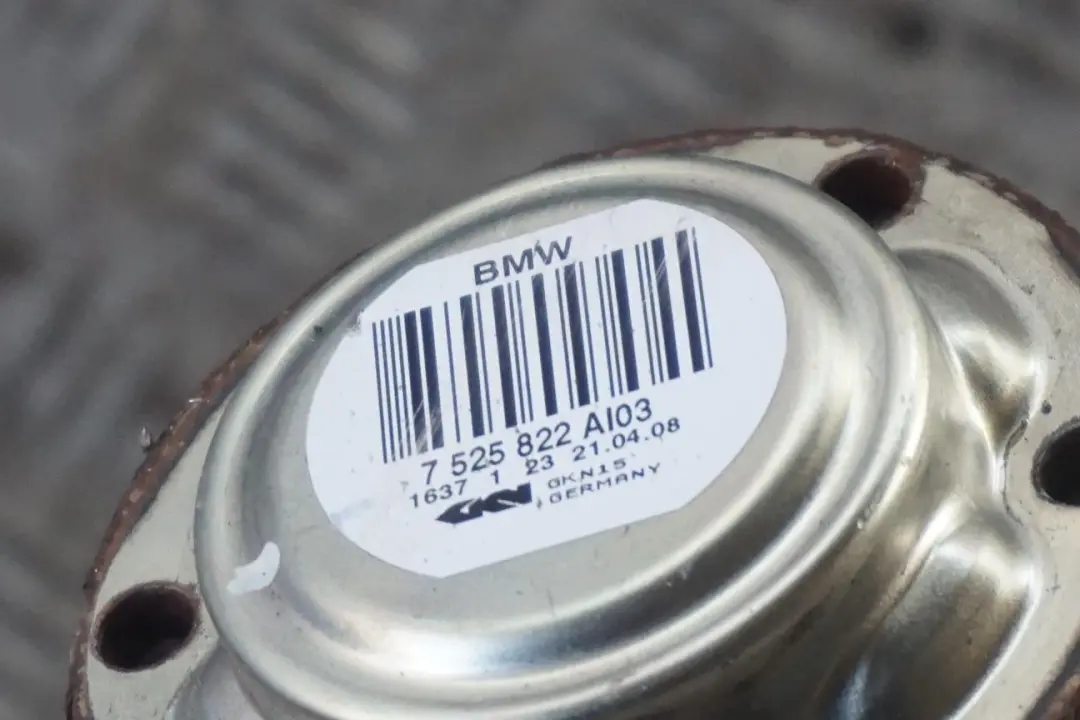 BMW
7 525 822 AI03
1637 1 23 21.04.08
GKN GKN15
GERMANY